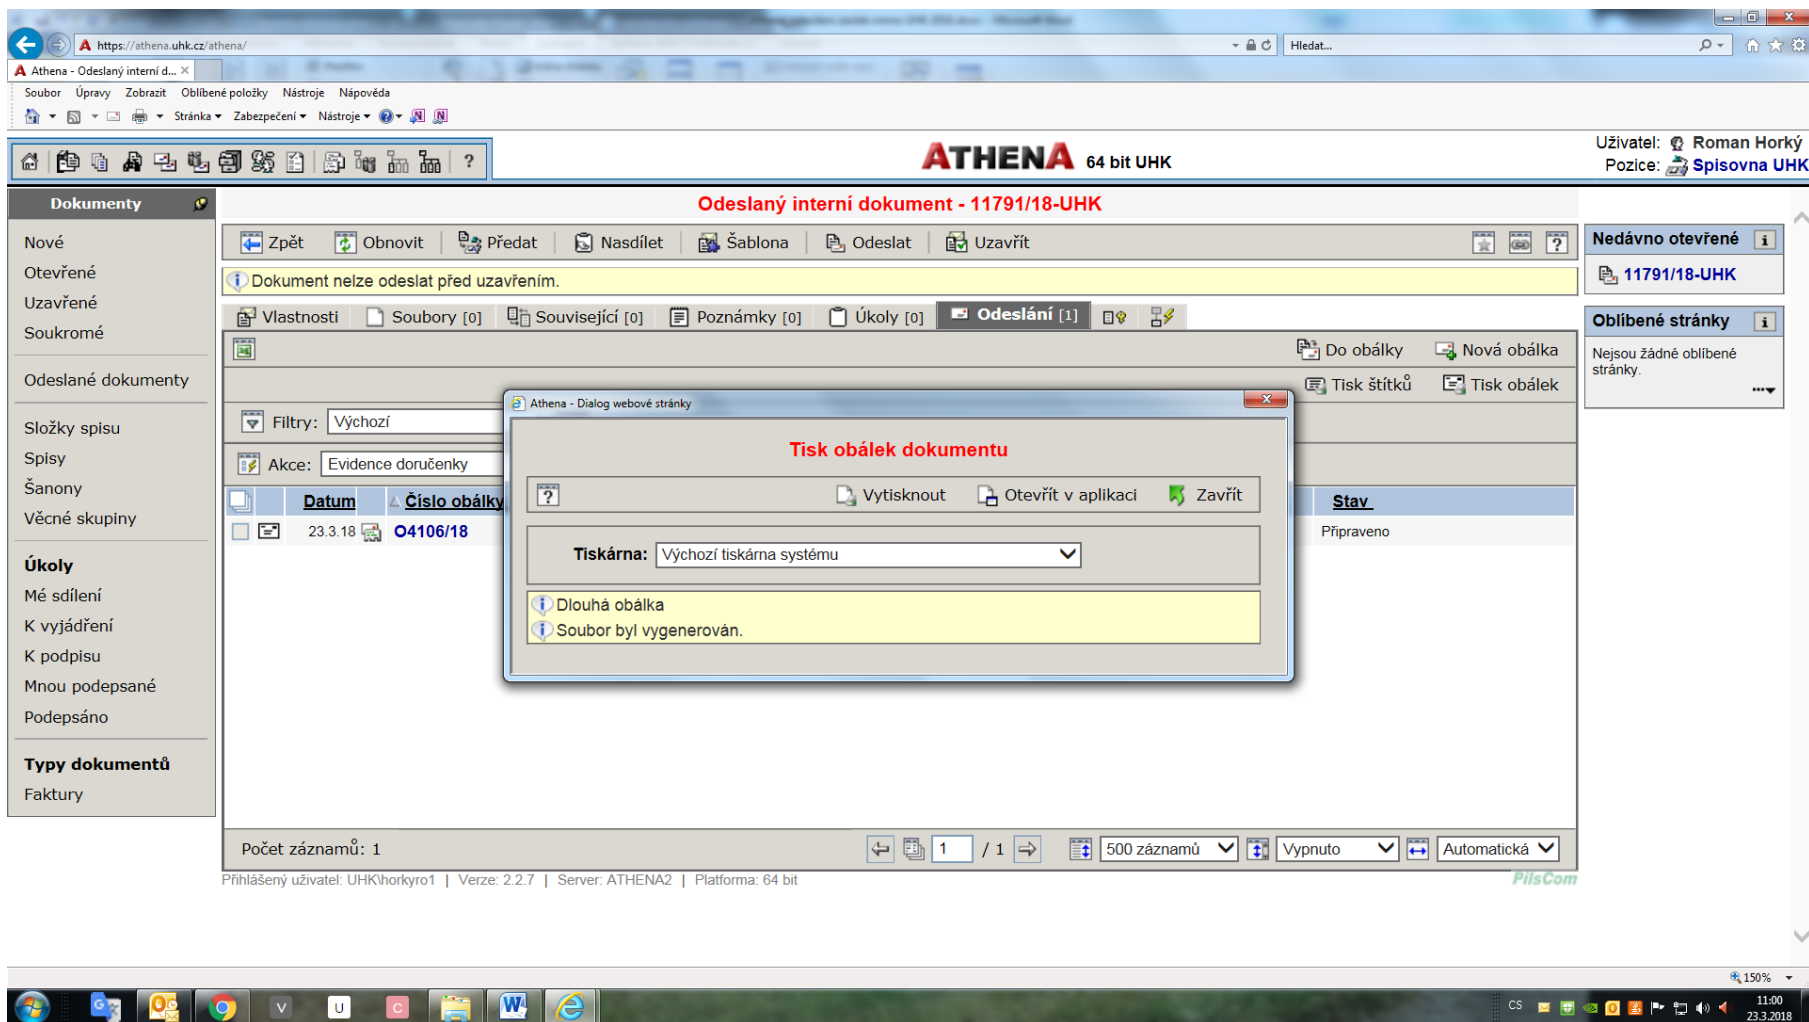 https://athena.uhk.cz/athena/
Hledat...
Athena - Odeslaný interní d...
Soubor Úpravy Zobrazit Oblíbené položky Nástroje Nápověda
Stránka Zabezpečení Nástroje
ATHENA 64 bit UHK
Uživatel: Roman Horký
Pozice: Spisovna UHK
Dokumenty
Nové
Otevřené
Uzavřené
Soukromé
Odeslané dokumenty
Složky spisu
Spisy
Šanony
Věcné skupiny
Úkoly
Mé sdílení
K vyjádření
K podpisu
Mnou podepsané
Podepsáno
Typy dokumentů
Faktury
Odeslaný interní dokument - 11791/18-UHK
Zpět Obnovit Předat Nasdílet Šablona Odeslat Uzavřít
Dokument nelze odeslat před uzavřením.
Vlastnosti Soubory [0] Související [0] Poznámky [0] Úkoly [0] Odeslání [1]
Do obálky Nová obálka
Tisk štítků Tisk obálek
Filtry: Výchozí
Akce: Evidence doručenky
Datum Číslo obálky Stav
23.3.18 O4106/18 Připraveno
Athena - Dialog webové stránky
Tisk obálek dokumentu
? Vytisknout Otevřít v aplikaci Zavřít
Tiskárna: Výchozí tiskárna systému
Dlouhá obálka
Soubor byl vygenerován.
Počet záznamů: 1
1 / 1 500 záznamů Vypnuto Automatická
Přihlášený uživatel: UHK\horkyro1 | Verze: 2.2.7 | Server: ATHENA2 | Platforma: 64 bit
PilsCom
Nedávno otevřené
11791/18-UHK
Oblíbené stránky
Nejsou žádné oblíbené
stránky.
150%
V U C
CS
11:00
23.3.2018